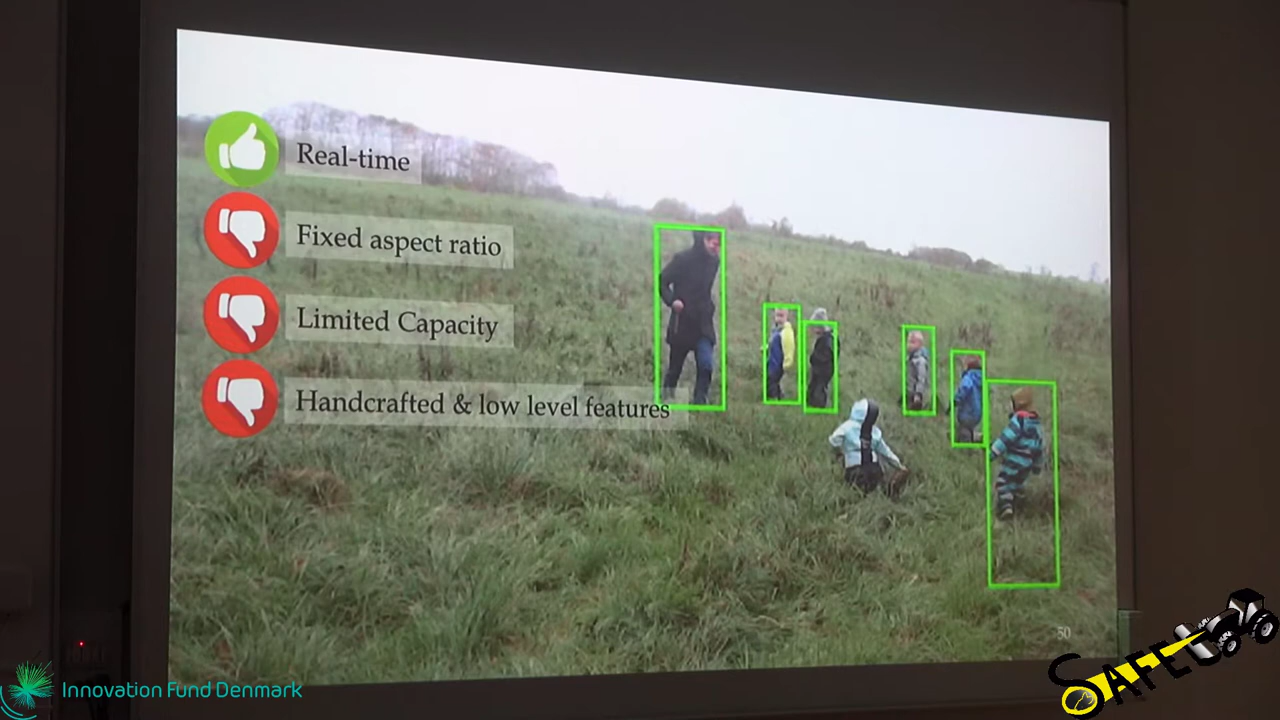 Real-time
Fixed aspect ratio
Limited Capacity
Handcrafted & low level features
50
Innovation Fund Denmark
SAFE